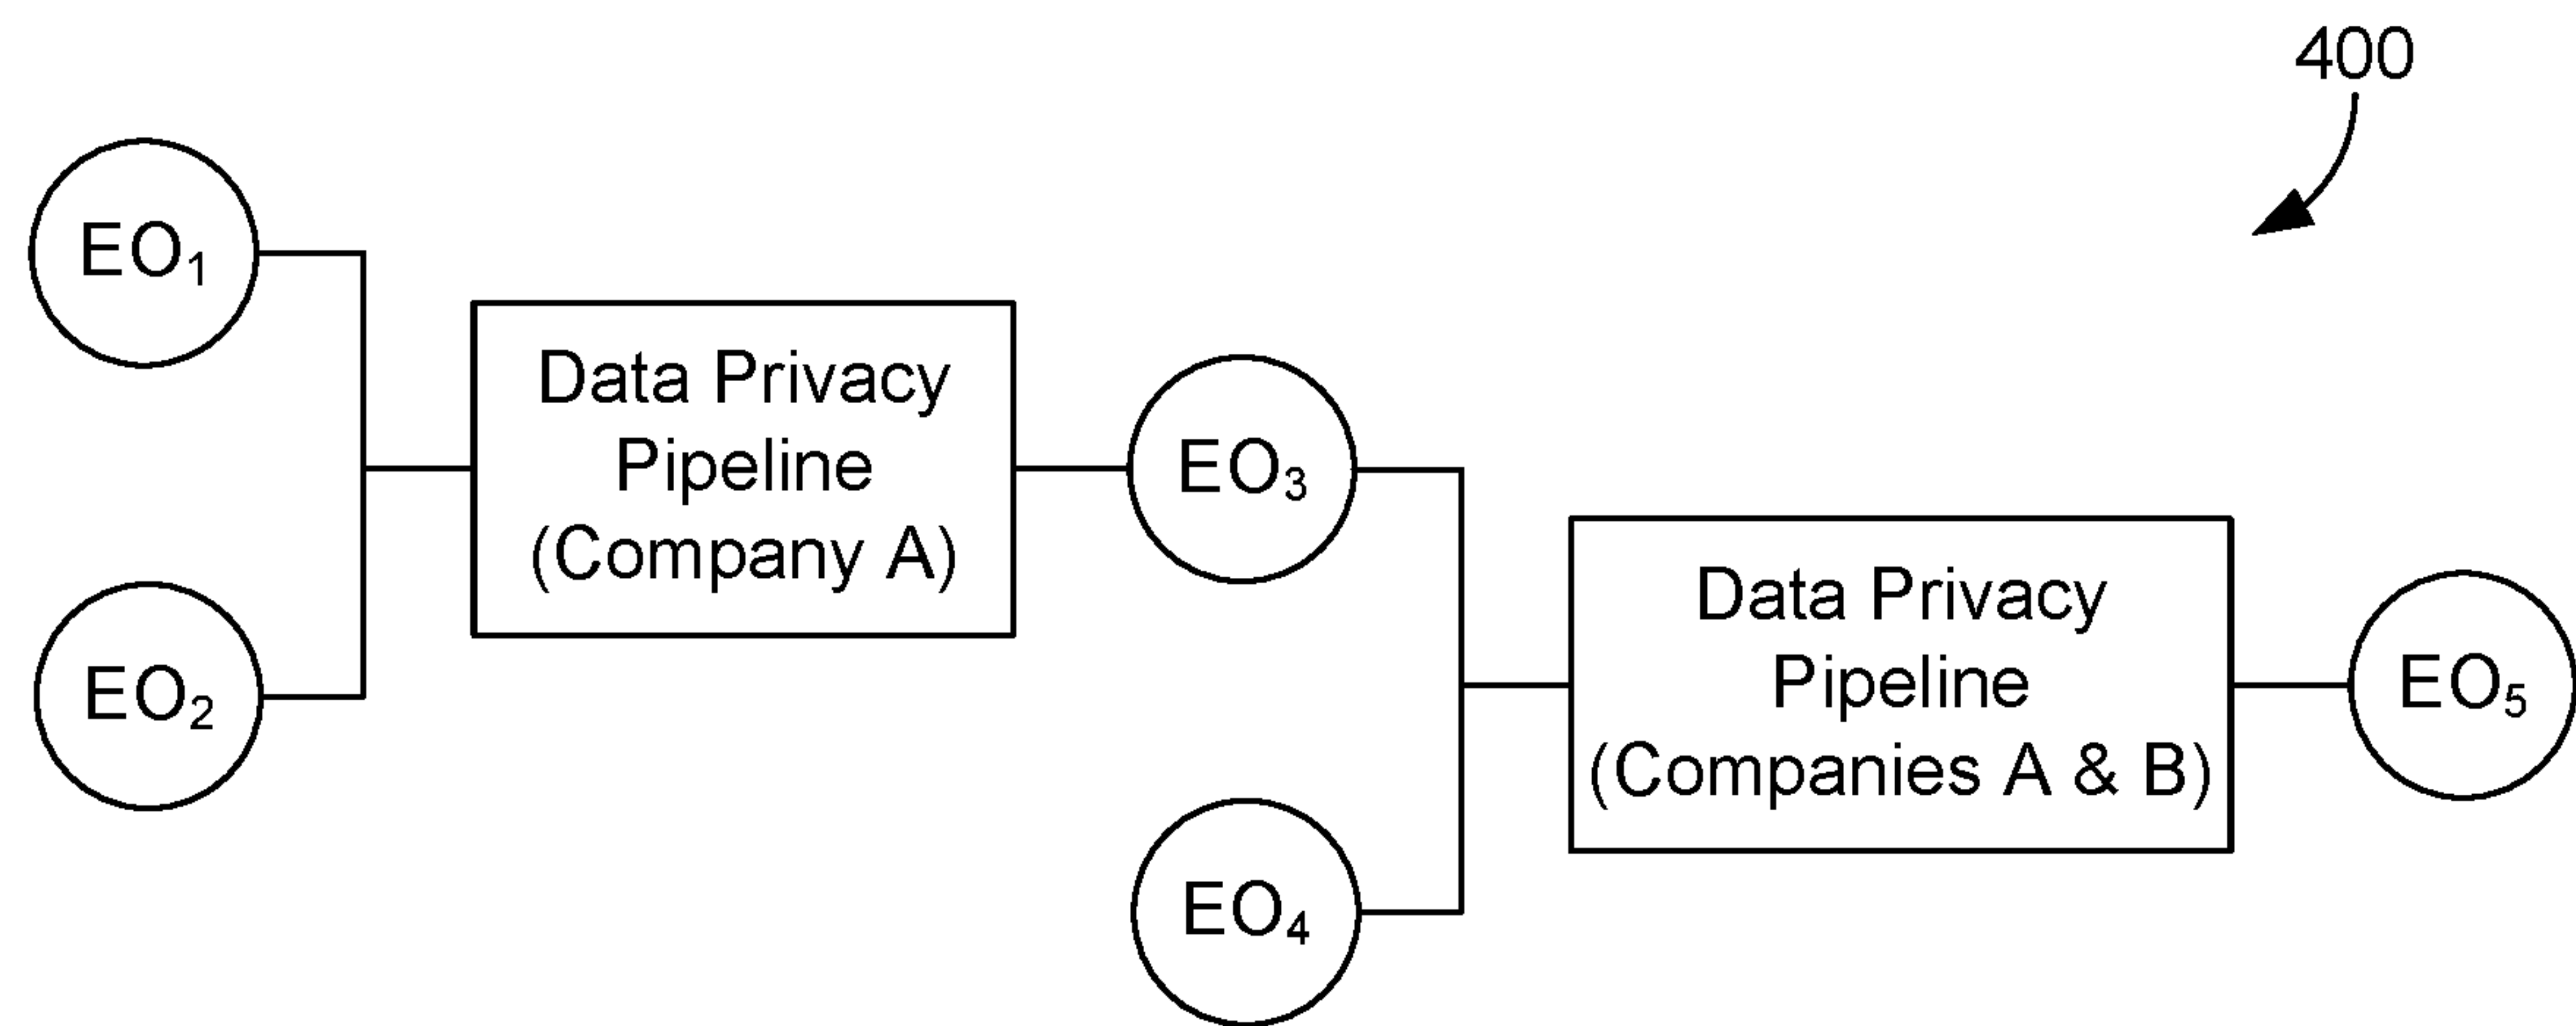 400
EO₁
Data Privacy
Pipeline
(Company A)
EO₂
EO₃
Data Privacy
Pipeline
(Companies A & B)
EO₄
EO₅